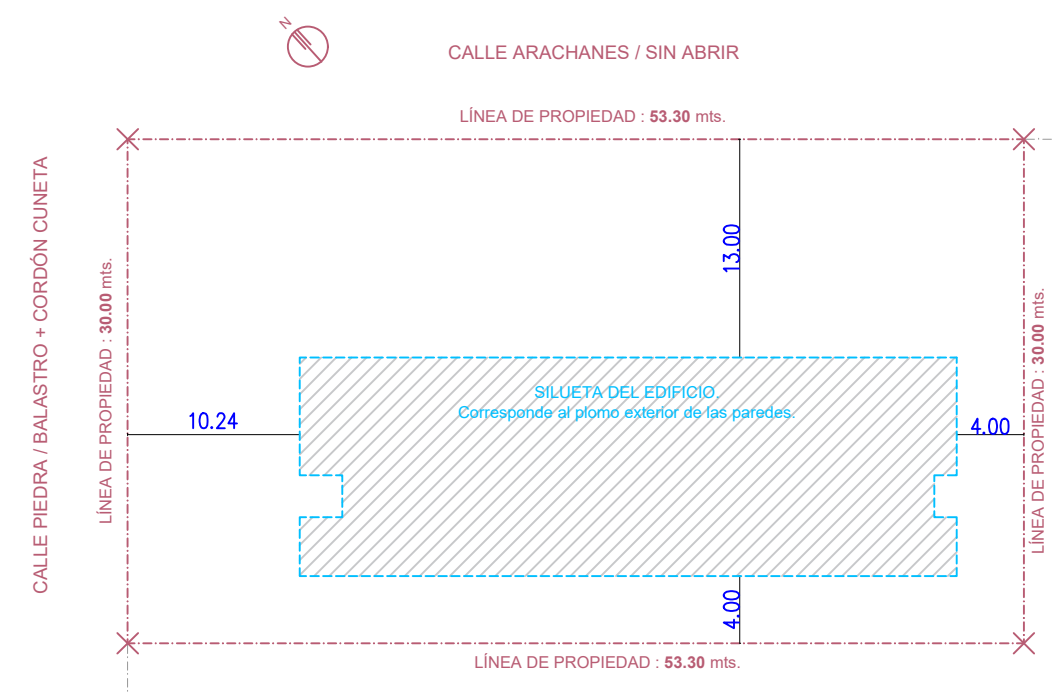 N
CALLE ARACHANES / SIN ABRIR
LÍNEA DE PROPIEDAD : 53.30 mts.
CALLE PIEDRA / BALASTRO + CORDÓN CUNETA
LÍNEA DE PROPIEDAD : 30.00 mts.
13.00
SILUETA DEL EDIFICIO.
Corresponde al plomo exterior de las paredes.
10.24
4.00
LÍNEA DE PROPIEDAD : 30.00 mts.
4.00
LÍNEA DE PROPIEDAD : 53.30 mts.